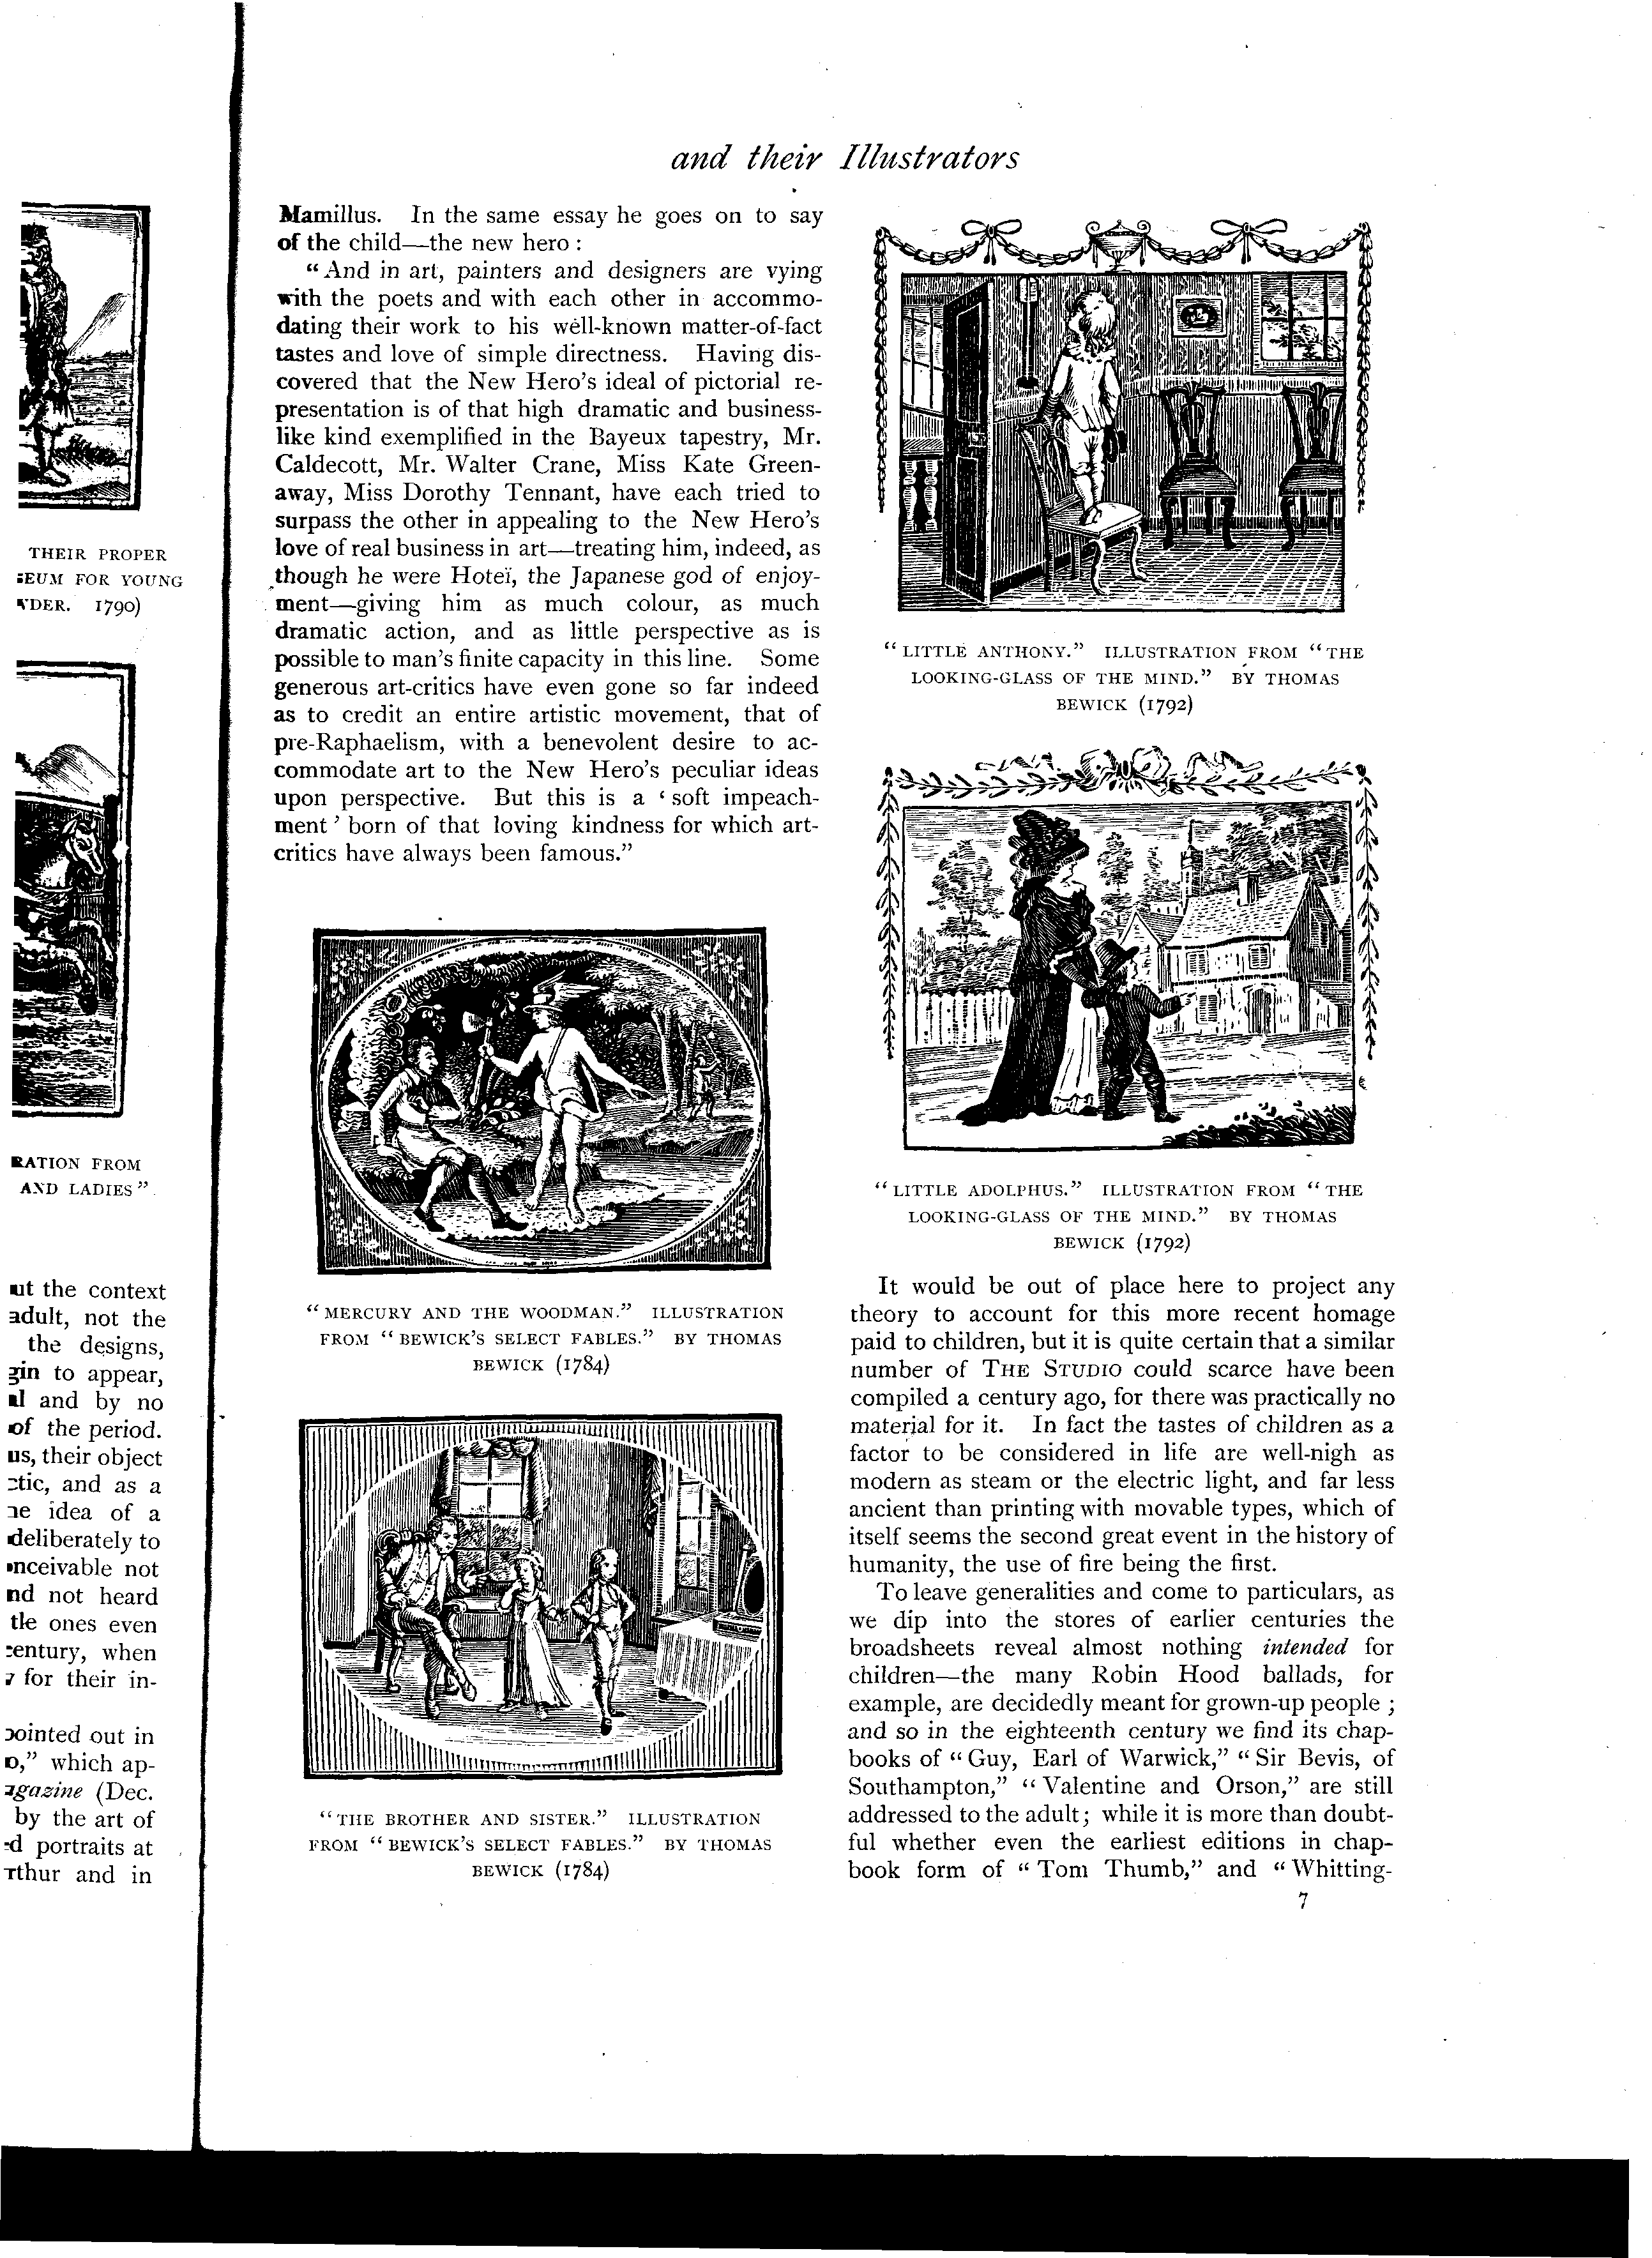 THEIR PROPER
FOR YOUNG
1790)
FROM
AND LADIES”
the context
adult, not the
the designs,
to appear,
and by no
of the period.
their object
and as a
idea of a
deliberately to
not
not heard
ones even
when
for their in-
out in
which ap-
(Dec.
by the art of
portraits at
and in
and their Illustrators
Mamillus. In the same essay he goes on to say
of the child—the new hero :
“And in art, painters and designers are vying
with the poets and with each other in accommo-
dating their work to his well-known matter-of-fact
tastes and love of simple directness. Having dis-
covered that the New Hero’s ideal of pictorial re-
presentation is of that high dramatic and business-
like kind exemplified in the Bayeux tapestry, Mr.
Caldecott, Mr. Walter Crane, Miss Kate Green-
away, Miss Dorothy Tennant, have each tried to
surpass the other in appealing to the New Hero’s
love of real business in art—treating him, indeed, as
though he were Hoteï, the Japanese god of enjoy-
ment—giving him as much colour, as much
dramatic action, and as little perspective as is
possible to man’s finite capacity in this line. Some
generous art-critics have even gone so far indeed
as to credit an entire artistic movement, that of
pre-Raphaelism, with a benevolent desire to ac-
commodate art to the New Hero’s peculiar ideas
upon perspective. But this is a ‘ soft impeach-
ment ’ born of that loving kindness for which art-
critics have always been famous.”
“MERCURY AND THE WOODMAN.” ILLUSTRATION
FROM “BEWICK’S SELECT FABLES.” BY THOMAS
BEWICK (1784)
“THE BROTHER AND SISTER.” ILLUSTRATION
FROM “BEWICK’S SELECT FABLES.” BY THOMAS
BEWICK (1784)
“LITTLE ANTHONY.” ILLUSTRATION FROM “THE
LOOKING-GLASS OF THE MIND.” BY THOMAS
BEWICK (1792)
“LITTLE ADOLPHUS.” ILLUSTRATION FROM “THE
LOOKING-GLASS OF THE MIND.” BY THOMAS
BEWICK (1792)
It would be out of place here to project any
theory to account for this more recent homage
paid to children, but it is quite certain that a similar
number of THE STUDIO could scarce have been
compiled a century ago, for there was practically no
material for it. In fact the tastes of children as a
factor to be considered in life are well-nigh as
modern as steam or the electric light, and far less
ancient than printing with movable types, which of
itself seems the second great event in the history of
humanity, the use of fire being the first.
To leave generalities and come to particulars, as
we dip into the stores of earlier centuries the
broadsheets reveal almost nothing intended for
children—the many Robin Hood ballads, for
example, are decidedly meant for grown-up people ;
and so in the eighteenth century we find its chap-
books of “Guy, Earl of Warwick,” “Sir Bevis, of
Southampton,” “Valentine and Orson,” are still
addressed to the adult; while it is more than doubt-
ful whether even the earliest editions in chap-
book form of “Tom Thumb,” and “Whitting-
7